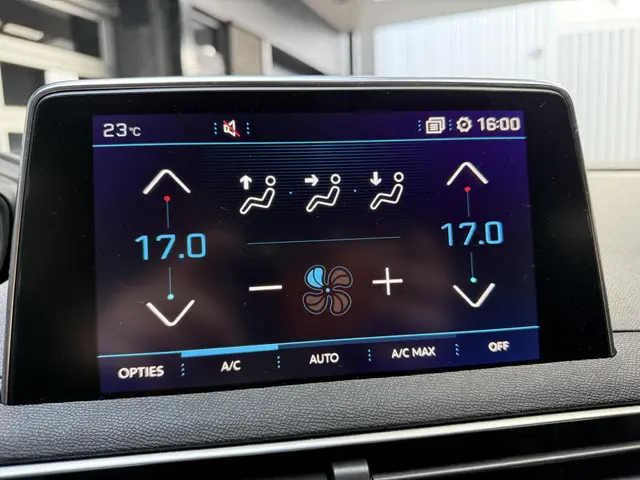 23°C 16:00
17.0 17.0
OPTIES A/C AUTO A/C MAX OFF